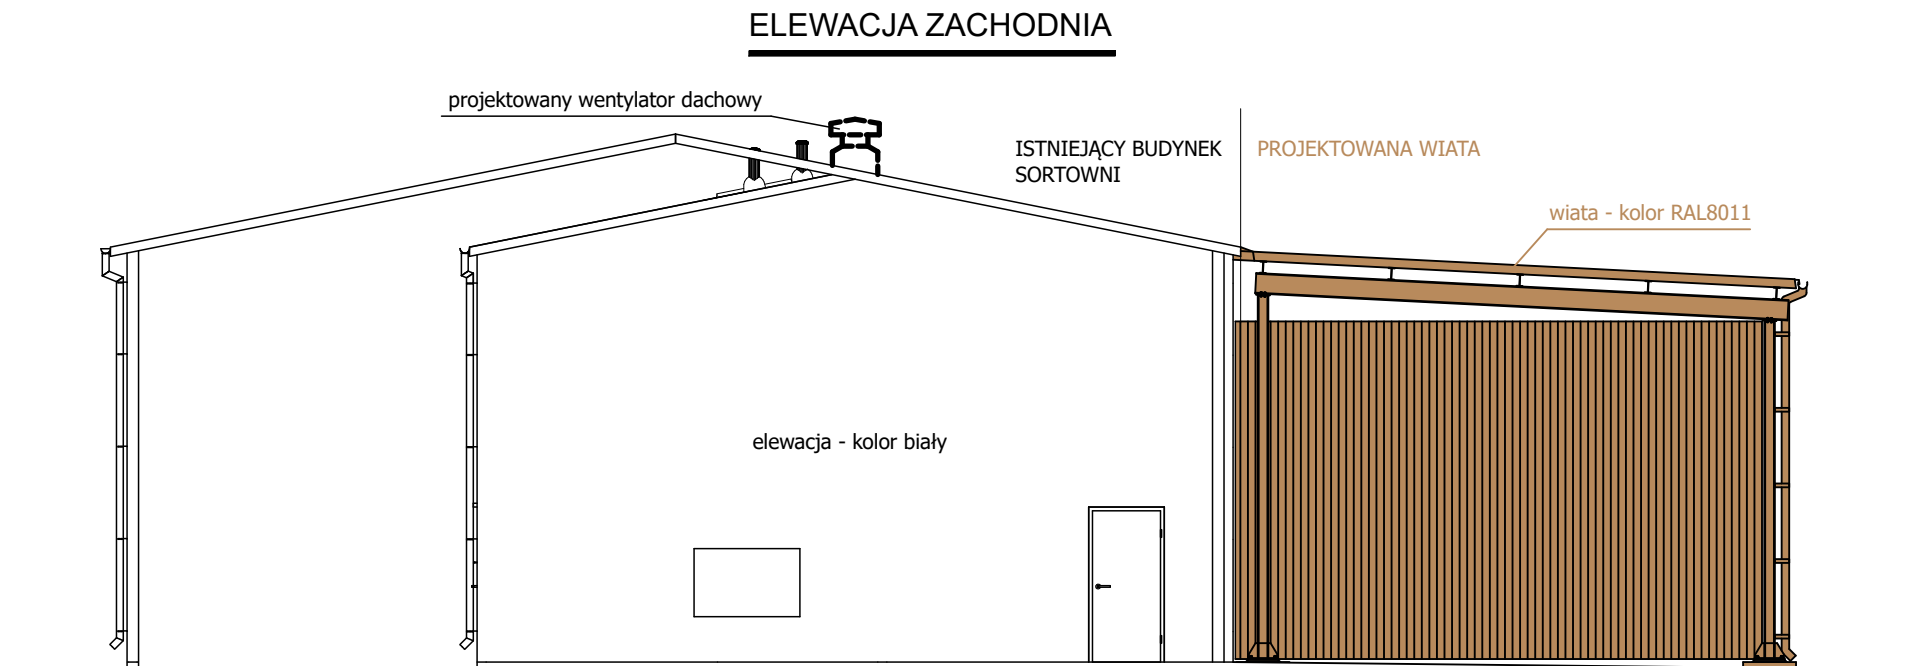 ELEWACJA ZACHODNIA
projektowany wentylator dachowy
ISTNIEJĄCY BUDYNEK
SORTOWNI
PROJEKTOWANA WIATA
wiata - kolor RAL8011
elewacja - kolor biały